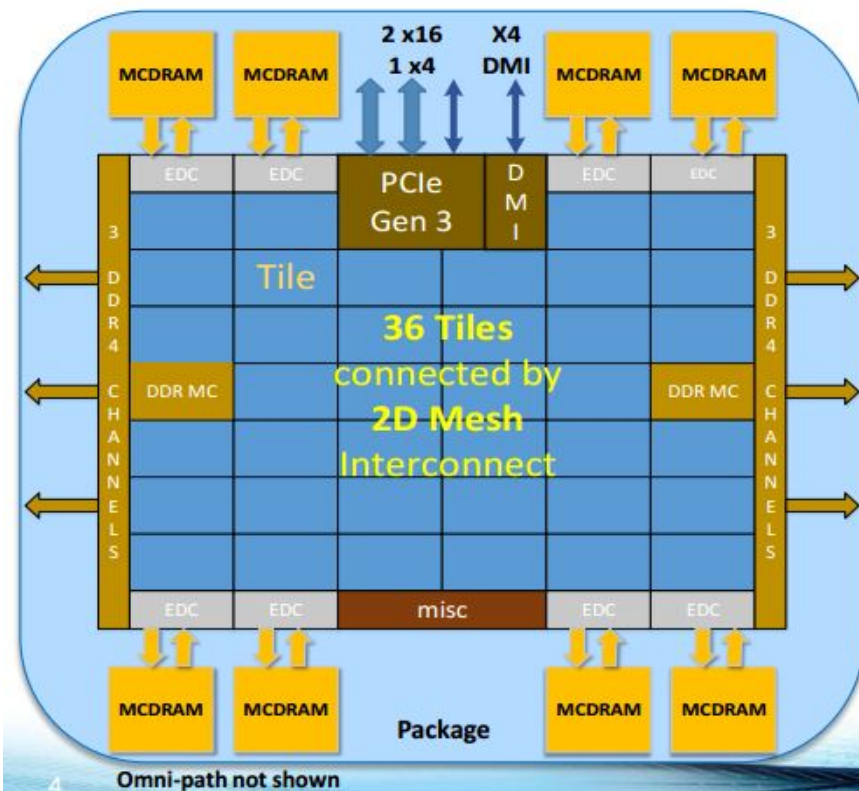 2 x16 X4
1 x4 DMI
MCDRAM MCDRAM MCDRAM MCDRAM
EDC EDC EDC EDC
PCIe
Gen 3
DMI
3 DDR4 CHANNELS
3 DDR4 CHANNELS
Tile
36 Tiles
connected by
2D Mesh
Interconnect
DDR MC DDR MC
EDC EDC misc EDC EDC
MCDRAM MCDRAM MCDRAM MCDRAM
Package
4 Omni-path not shown